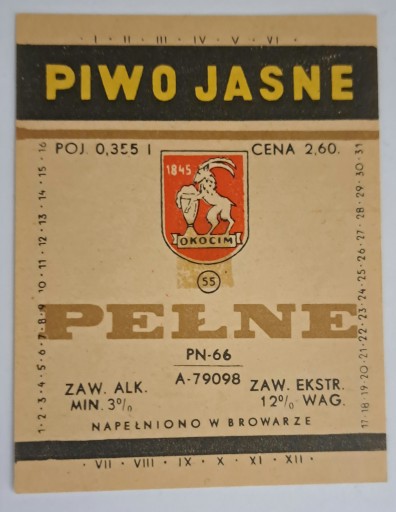 · I · II · III · IV · V · VI ·
PIWO JASNE
POJ. 0,355 l
CENA 2,60.
1845
OKOCIM
55
PEŁNE
PN-66
A-79098
ZAW. ALK.
MIN. 3%
ZAW. EKSTR.
12% WAG.
NAPEŁNIONO W BROWARZE
1·2·3·4·5·6·7·8·9·10·11·12·13·14·15·16
17·18·19·20·21·22·23·24·25·26·27·28·29·30·31
· VII · VIII · IX · X · XI · XII ·